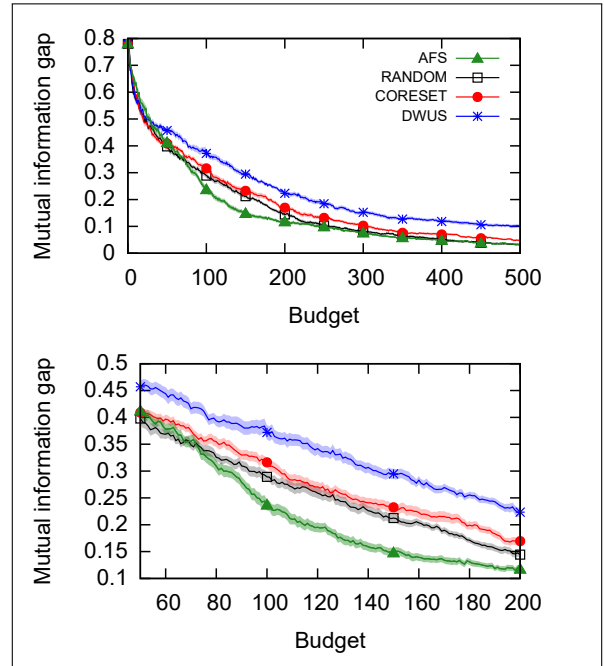 0.8
0.7
0.6
0.5
0.4
0.3
0.2
0.1
0
Mutual information gap
AFS
RANDOM
CORESET
DWUS
0 100 200 300 400 500
Budget
0.5
0.45
0.4
0.35
0.3
0.25
0.2
0.15
0.1
Mutual information gap
60 80 100 120 140 160 180 200
Budget